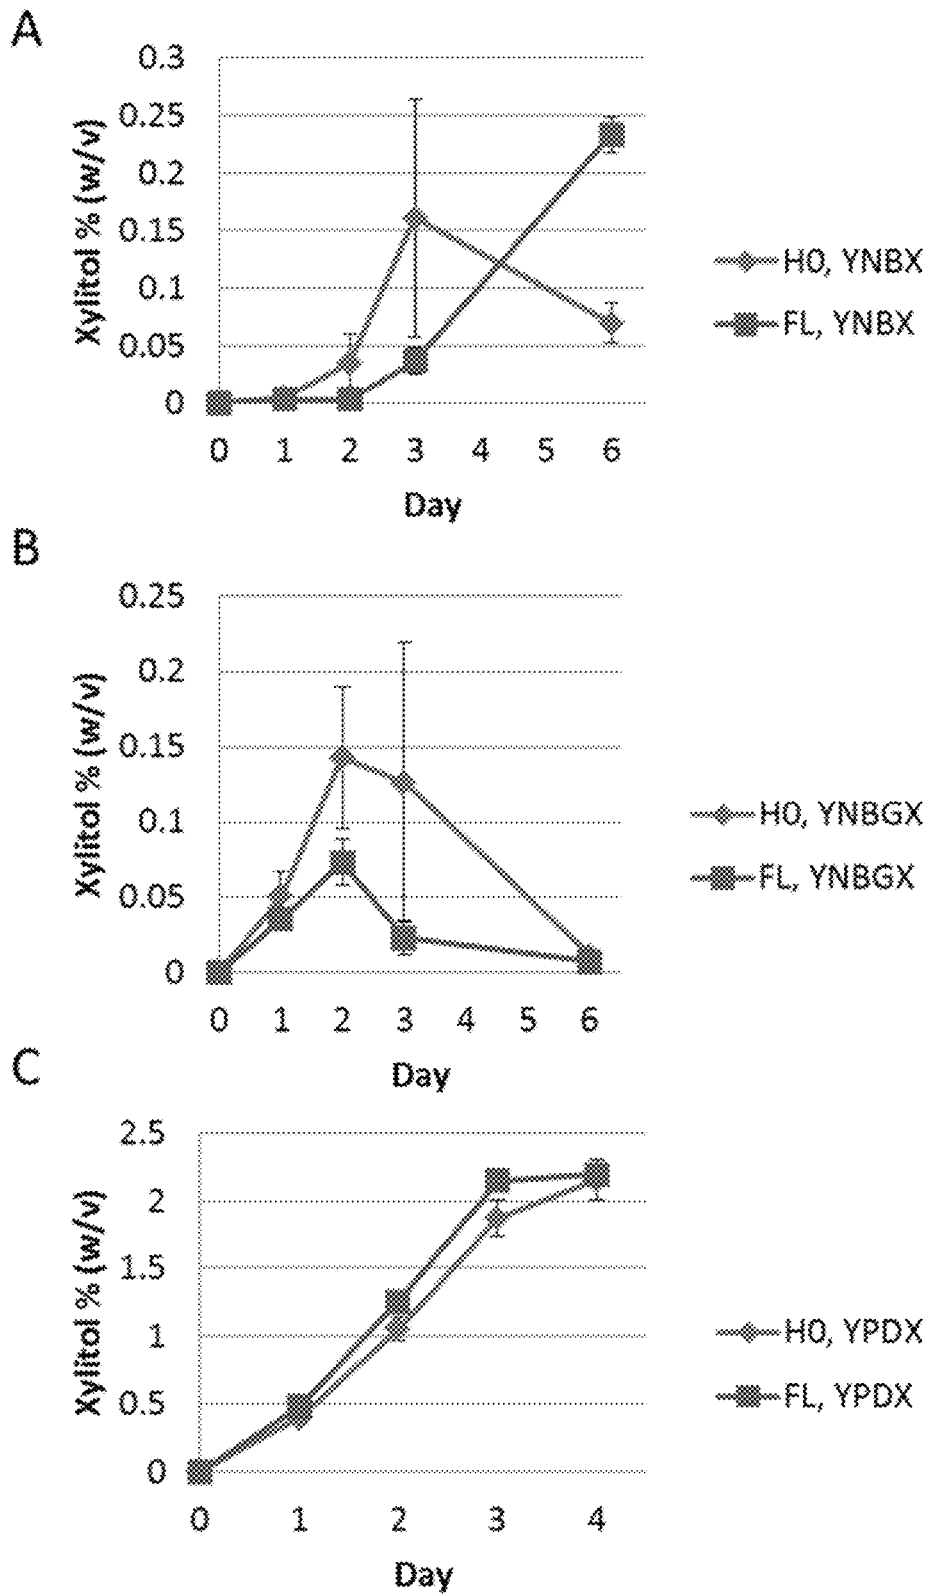 A
0.3
0.25
0.2
0.15
0.1
0.05
0
Xylitol % (w/v)
0 1 2 3 4 5 6
Day
H0, YNBX
FL, YNBX
B
0.25
0.2
0.15
0.1
0.05
0
Xylitol % (w/v)
0 1 2 3 4 5 6
Day
H0, YNBGX
FL, YNBGX
C
2.5
2
1.5
1
0.5
0
Xylitol % (w/v)
0 1 2 3 4
Day
H0, YPDX
FL, YPDX